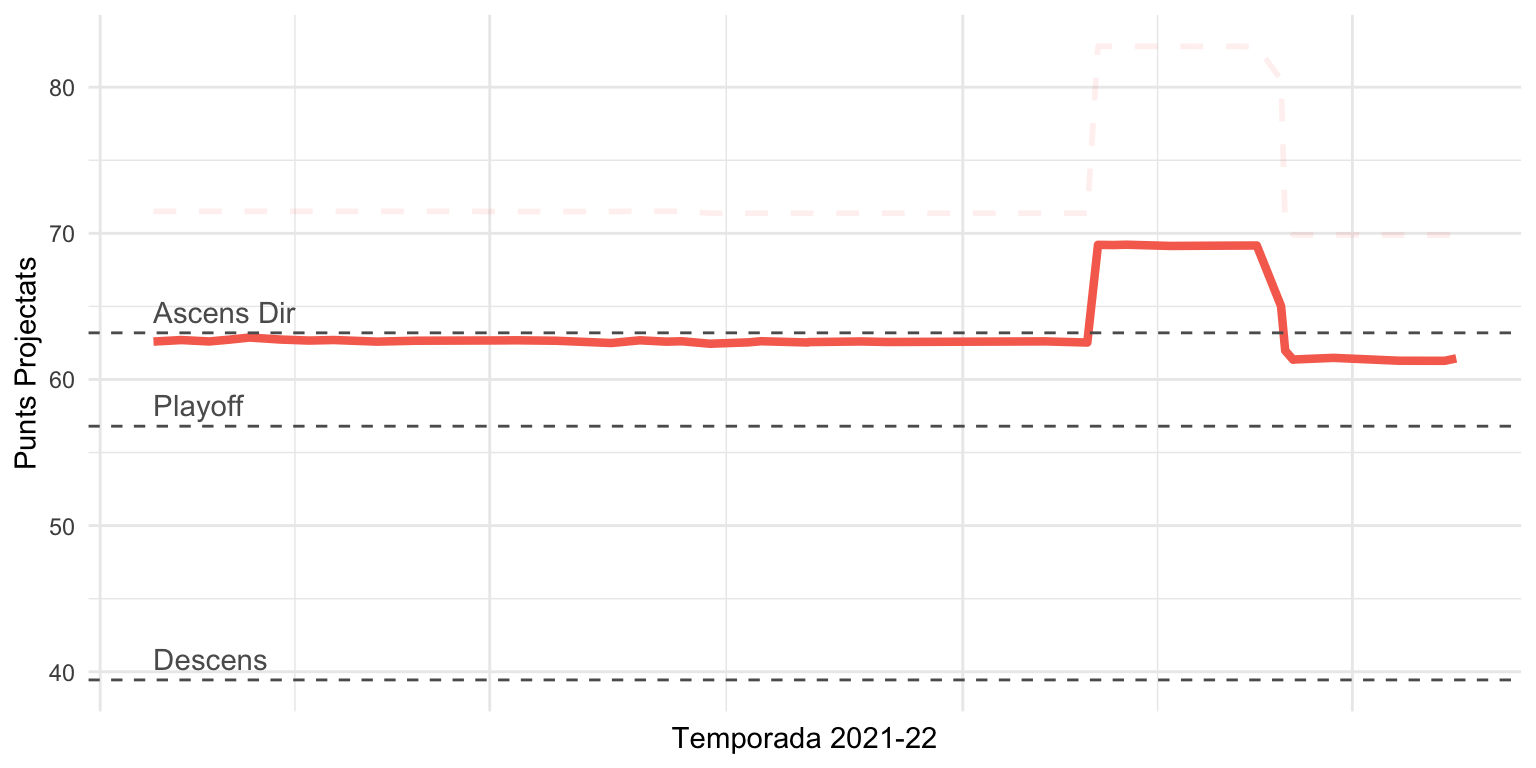 80
70
60
50
40
Punts Projectats
Ascens Dir
Playoff
Descens
Temporada 2021-22